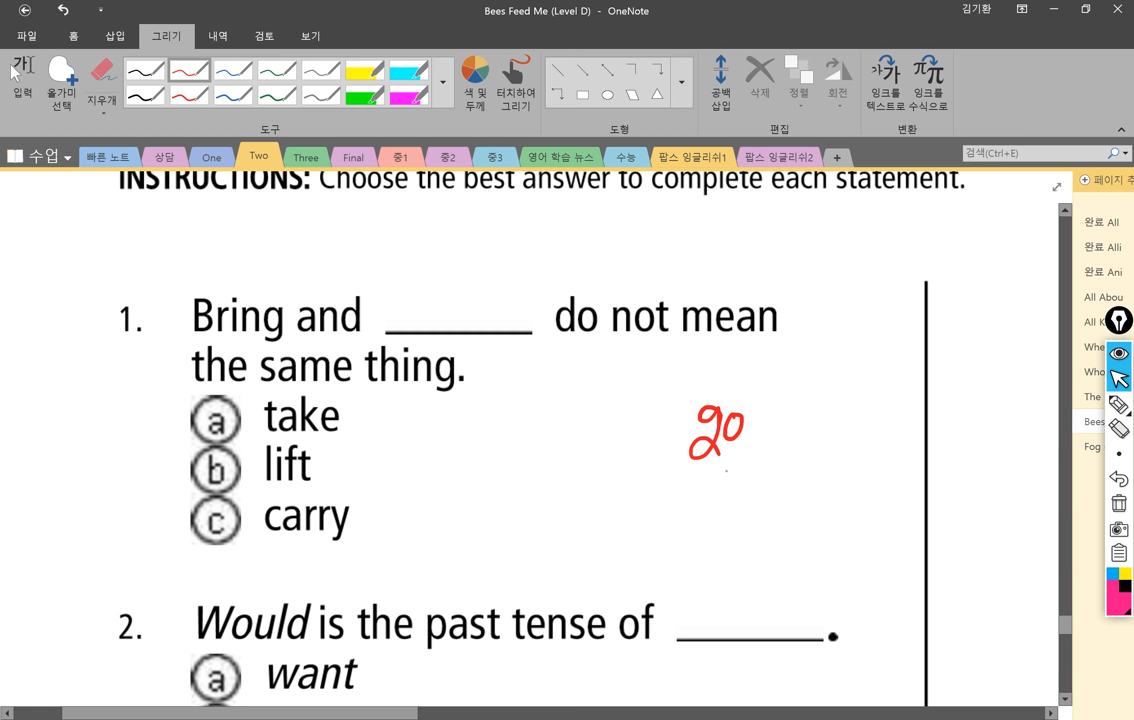 Bees Feed Me (Level D) - OneNote
김기환
파일 홈 삽입 그리기 내역 검토 보기
입력 올가미 선택 지우개 색 및 두께 터치하여 그리기 공백 삽입 삭제 정렬 회전 잉크를 텍스트로 잉크를 수식으로
도구 도형 편집 변환
수업 빠른 노트 상담 One Two Three Final 중1 중2 중3 영어 학습 뉴스 수능 팝스 잉글리쉬1 팝스 잉글리쉬2 +
검색(Ctrl+E)
페이지 추
INSTRUCTIONS: Choose the best answer to complete each statement.
완료 All
완료 Alli
완료 Ani
All Abou
All K
Whe
Who
The
Bees
Fog
1. Bring and ______ do not mean
the same thing.
a take
b lift
c carry
go
2. Would is the past tense of ______.
a want